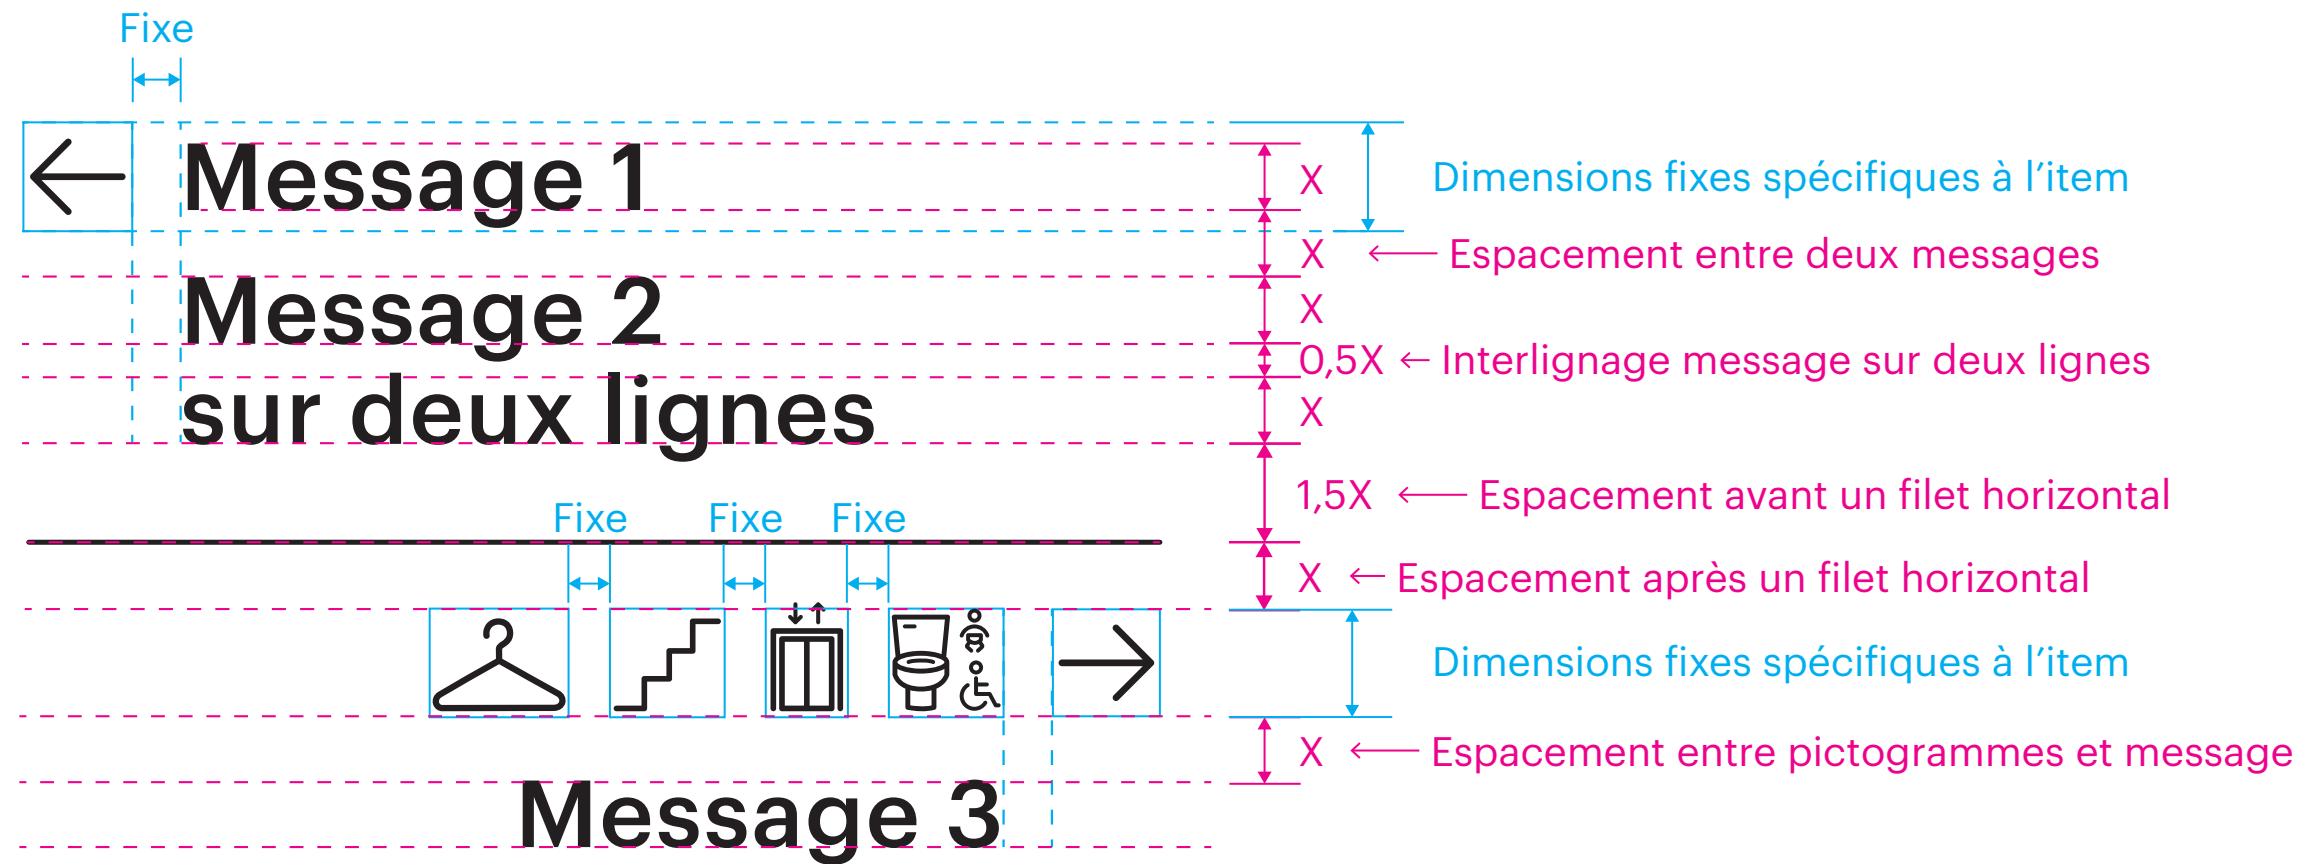 Fixe
Message 1
X
Dimensions fixes spécifiques à l’item
X
Espacement entre deux messages
Message 2
X
0,5X
Interlignage message sur deux lignes
sur deux lignes
X
1,5X
Espacement avant un filet horizontal
Fixe
Fixe
Fixe
X
Espacement après un filet horizontal
Dimensions fixes spécifiques à l’item
X
Espacement entre pictogrammes et message
Message 3